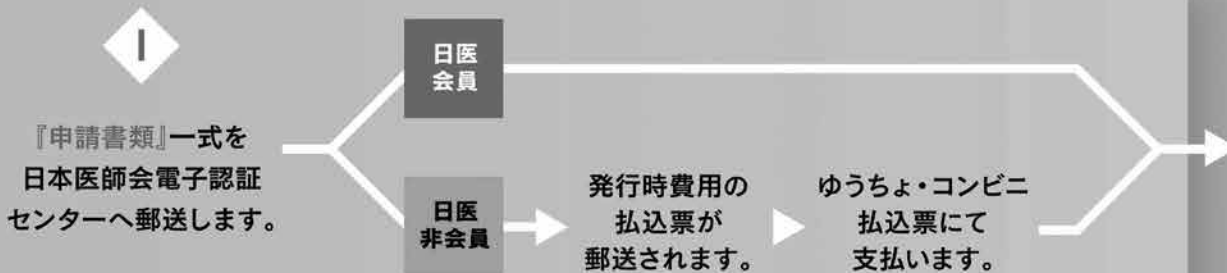 1
『申請書類』一式を
日本医師会電子認証
センターへ郵送します。
日医
会員
日医
非会員
発行時費用の
払込票が
郵送されます。
ゆうちょ・コンビニ
払込票にて
支払います。